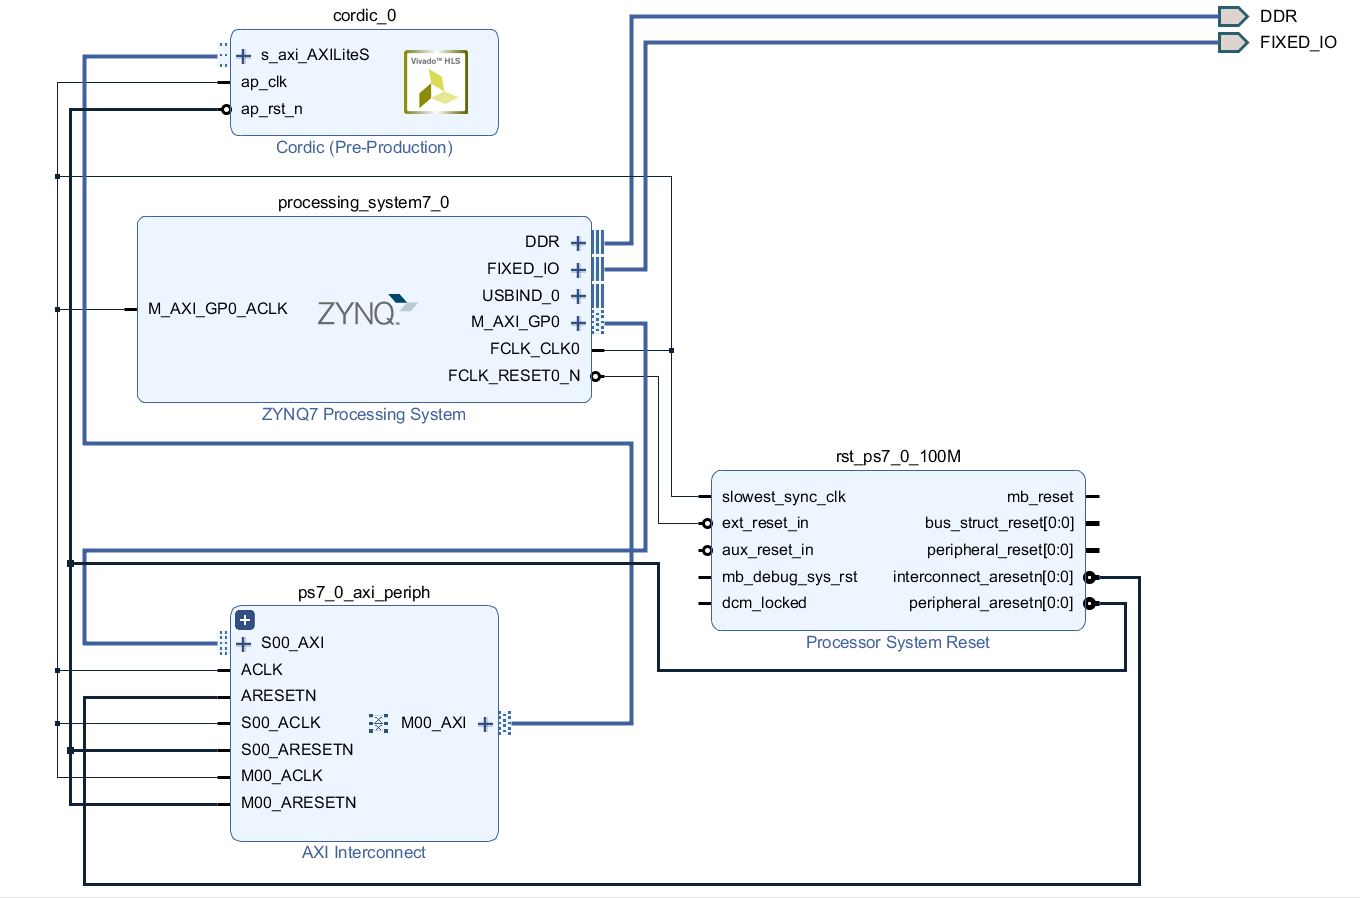 cordic_0
s_axi_AXILiteS
ap_clk
ap_rst_n
Vivado™ HLS
Cordic (Pre-Production)
DDR
FIXED_IO
processing_system7_0
M_AXI_GP0_ACLK
ZYNQ™
DDR
FIXED_IO
USBIND_0
M_AXI_GP0
FCLK_CLK0
FCLK_RESET0_N
ZYNQ7 Processing System
rst_ps7_0_100M
slowest_sync_clk
ext_reset_in
aux_reset_in
mb_debug_sys_rst
dcm_locked
mb_reset
bus_struct_reset[0:0]
peripheral_reset[0:0]
interconnect_aresetn[0:0]
peripheral_aresetn[0:0]
Processor System Reset
ps7_0_axi_periph
S00_AXI
ACLK
ARESETN
S00_ACLK
S00_ARESETN
M00_ACLK
M00_ARESETN
M00_AXI
AXI Interconnect